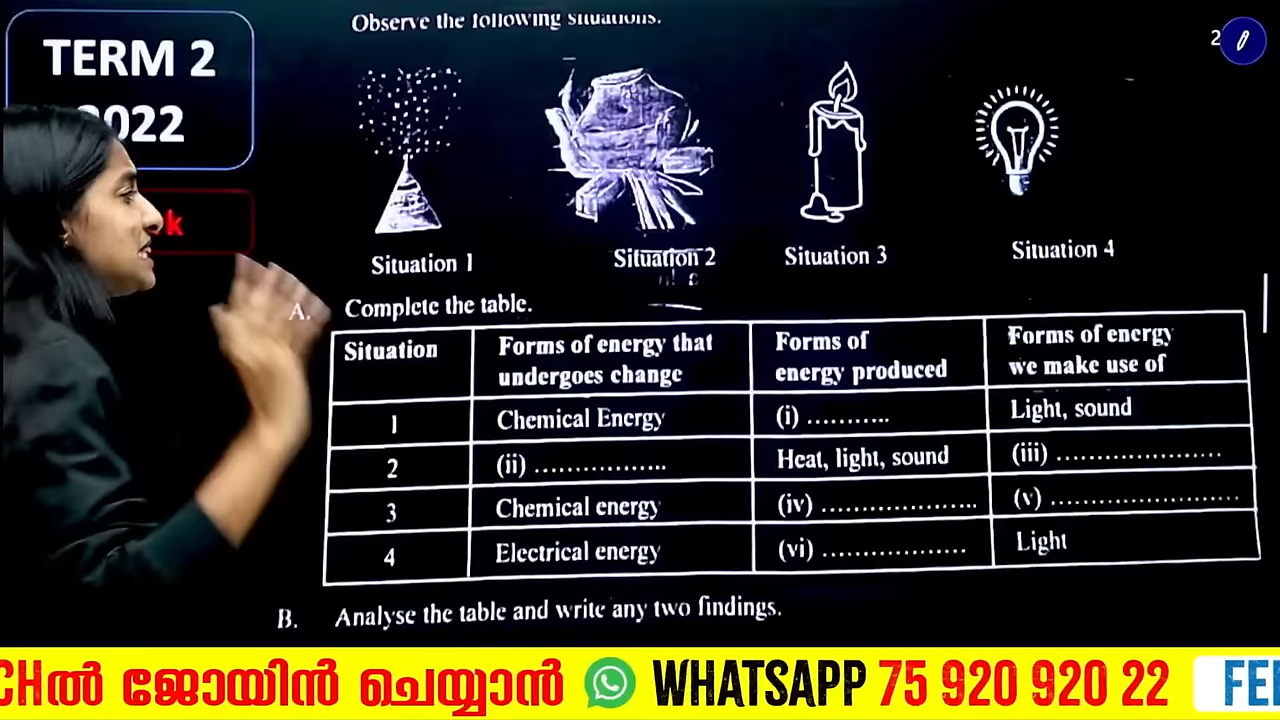 Observe the following situations.
TERM 2
2022
2
k
Situation 1
Situation 2
Situation 3
Situation 4
A. Complete the table.
Situation
Forms of energy that undergoes change
Forms of energy produced
Forms of energy we make use of
1
Chemical Energy
(i) ...........
Light, sound
2
(ii) .................
Heat, light, sound
(iii) .....................
3
Chemical energy
(iv) ....................
(v) ........................
4
Electrical energy
(vi) ..................
Light
B. Analyse the table and write any two findings.
CHൽ ജോയിൻ ചെയ്യാൻ WHATSAPP 75 920 920 22